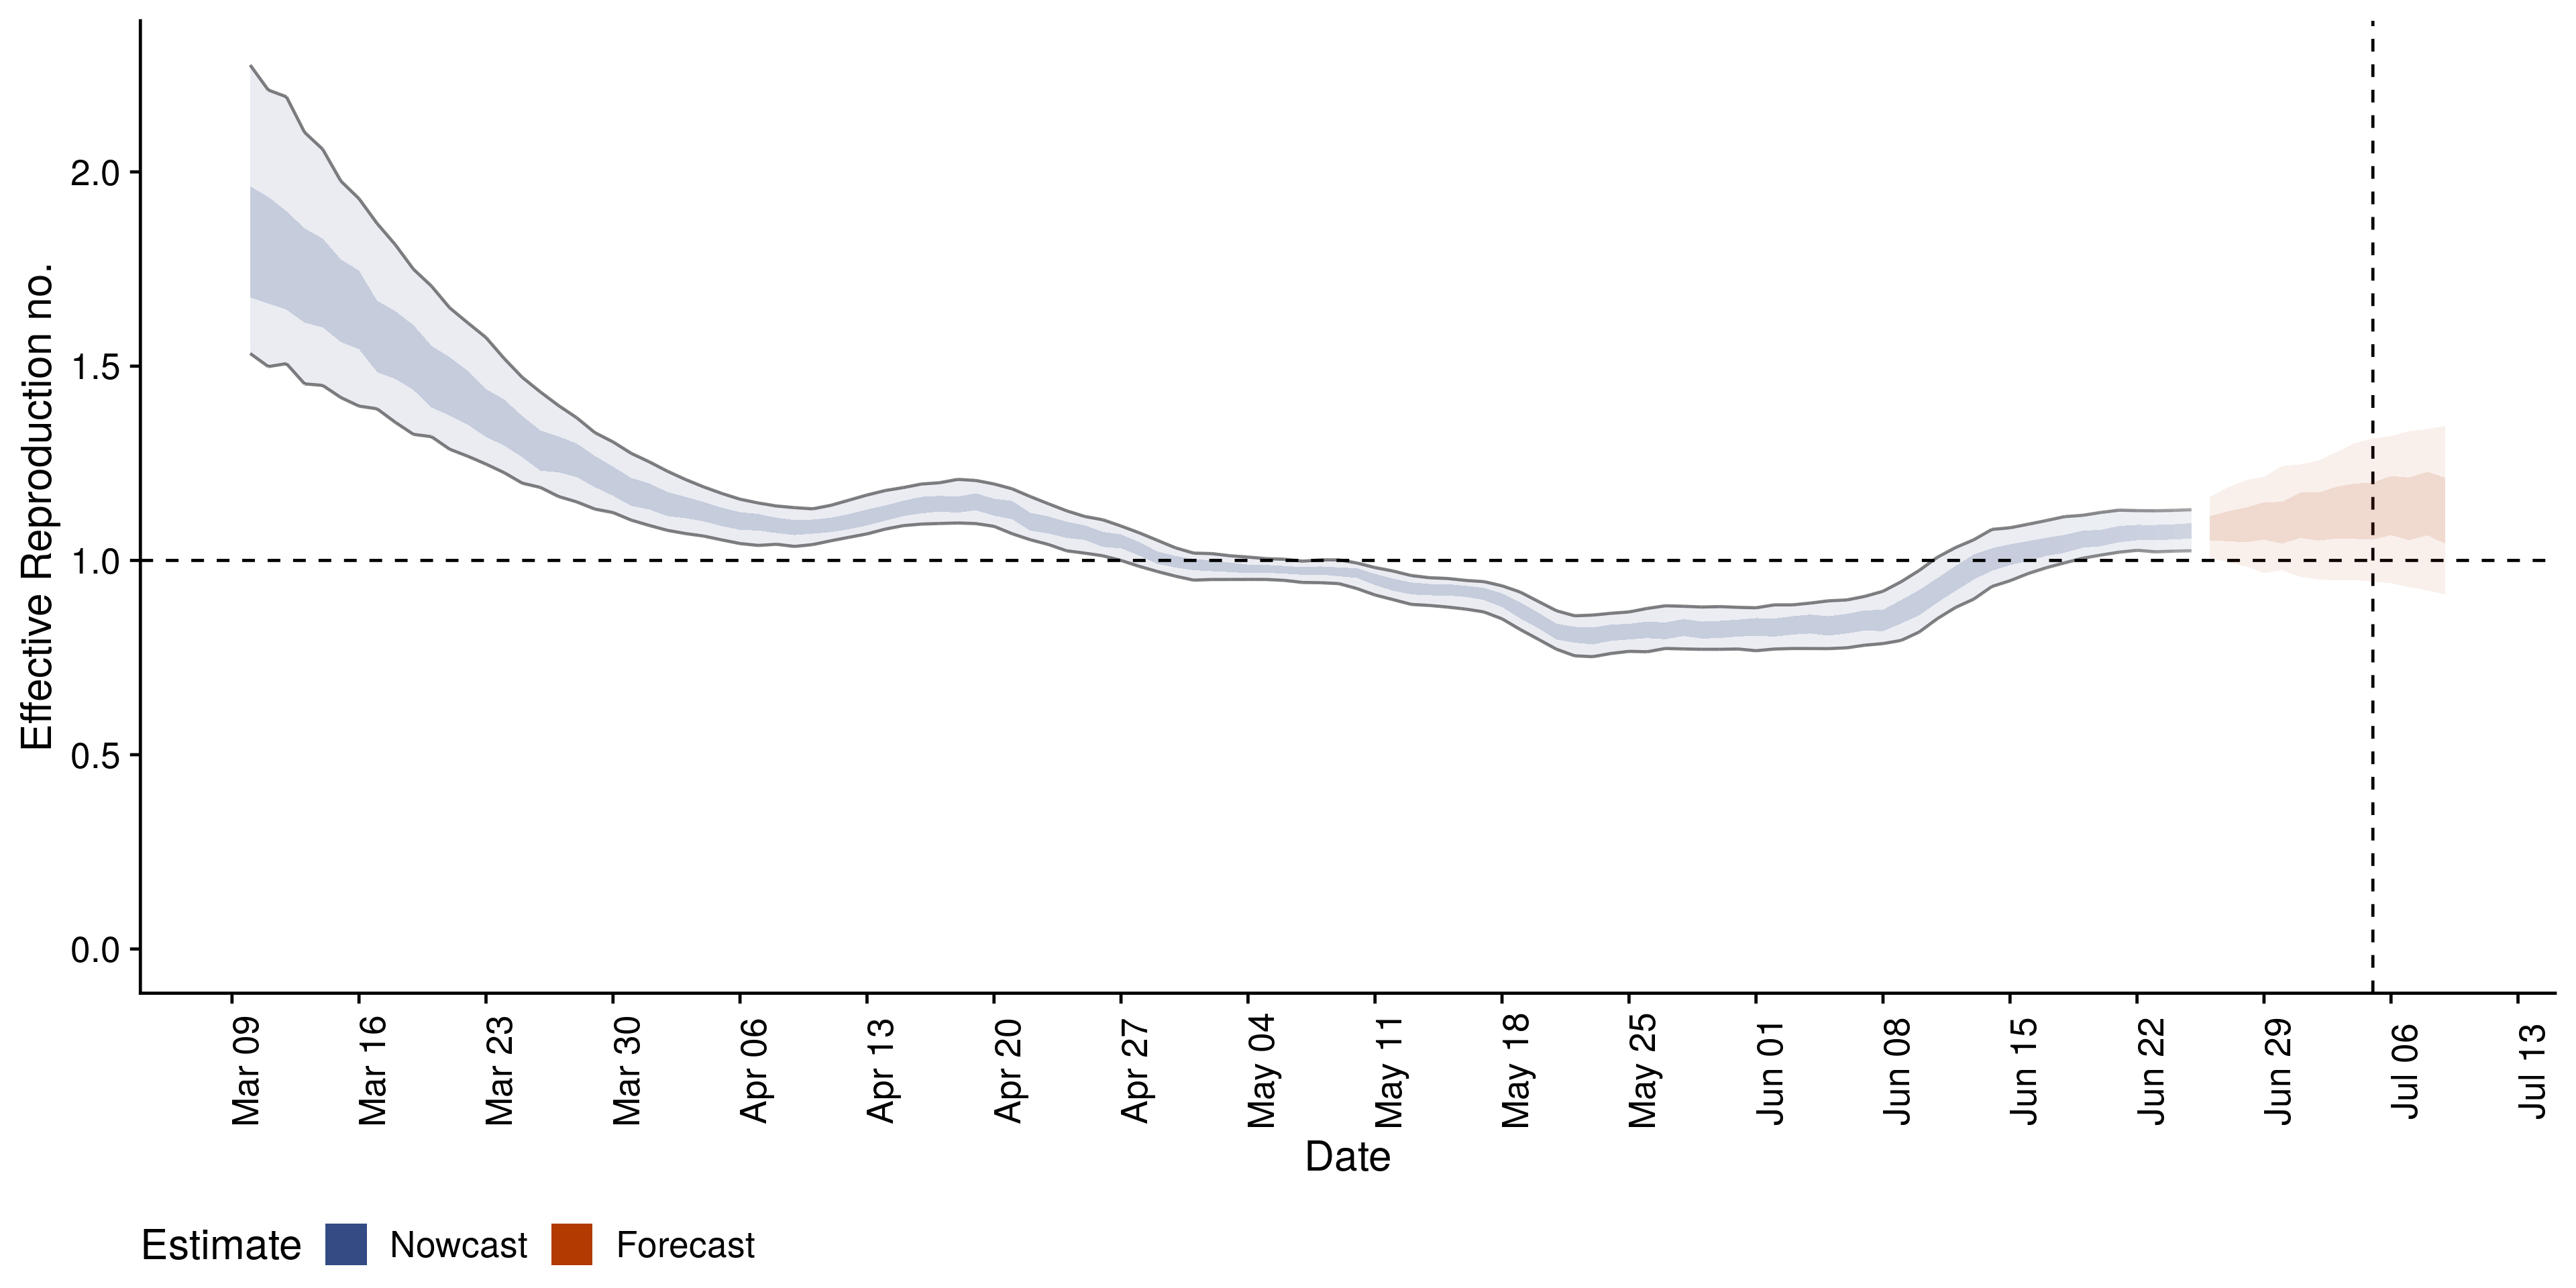 Effective Reproduction no.
2.0
1.5
1.0
0.5
0.0
Mar 09
Mar 16
Mar 23
Mar 30
Apr 06
Apr 13
Apr 20
Apr 27
May 04
May 11
May 18
May 25
Jun 01
Jun 08
Jun 15
Jun 22
Jun 29
Jul 06
Jul 13
Date
Estimate Nowcast Forecast